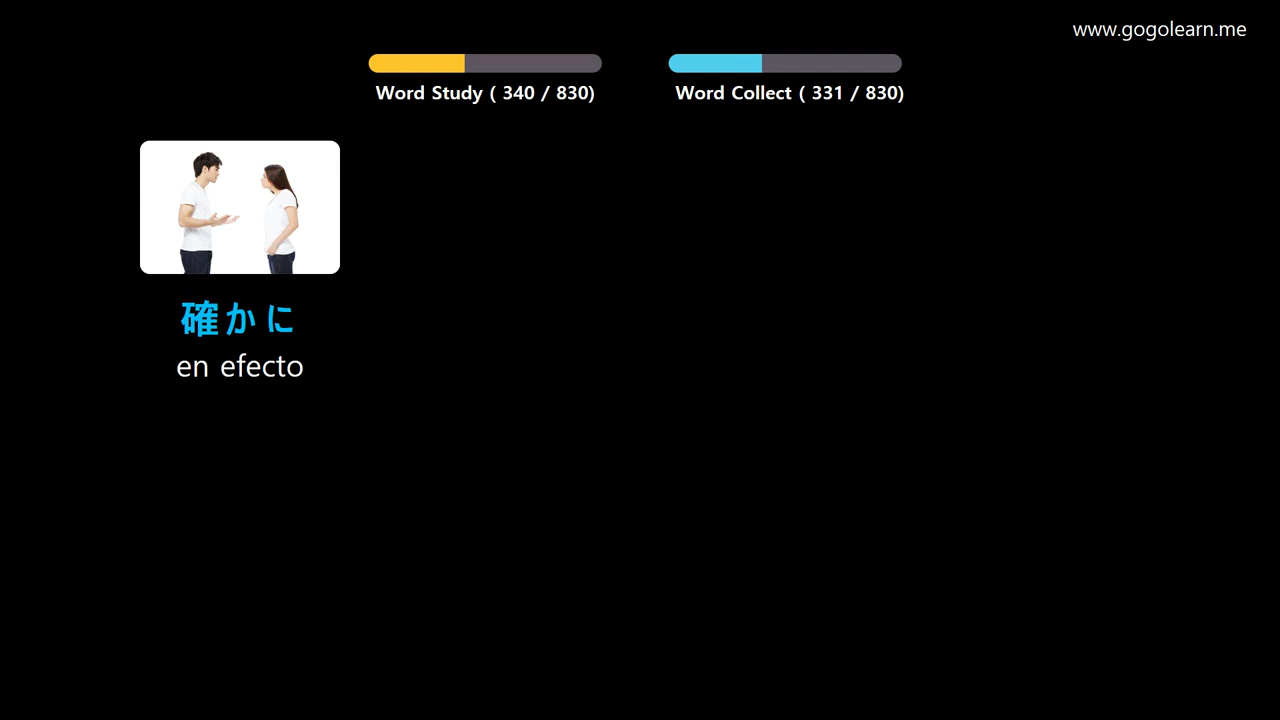 www.gogolearn.me
Word Study ( 340 / 830)
Word Collect ( 331 / 830)
確かに
en efecto